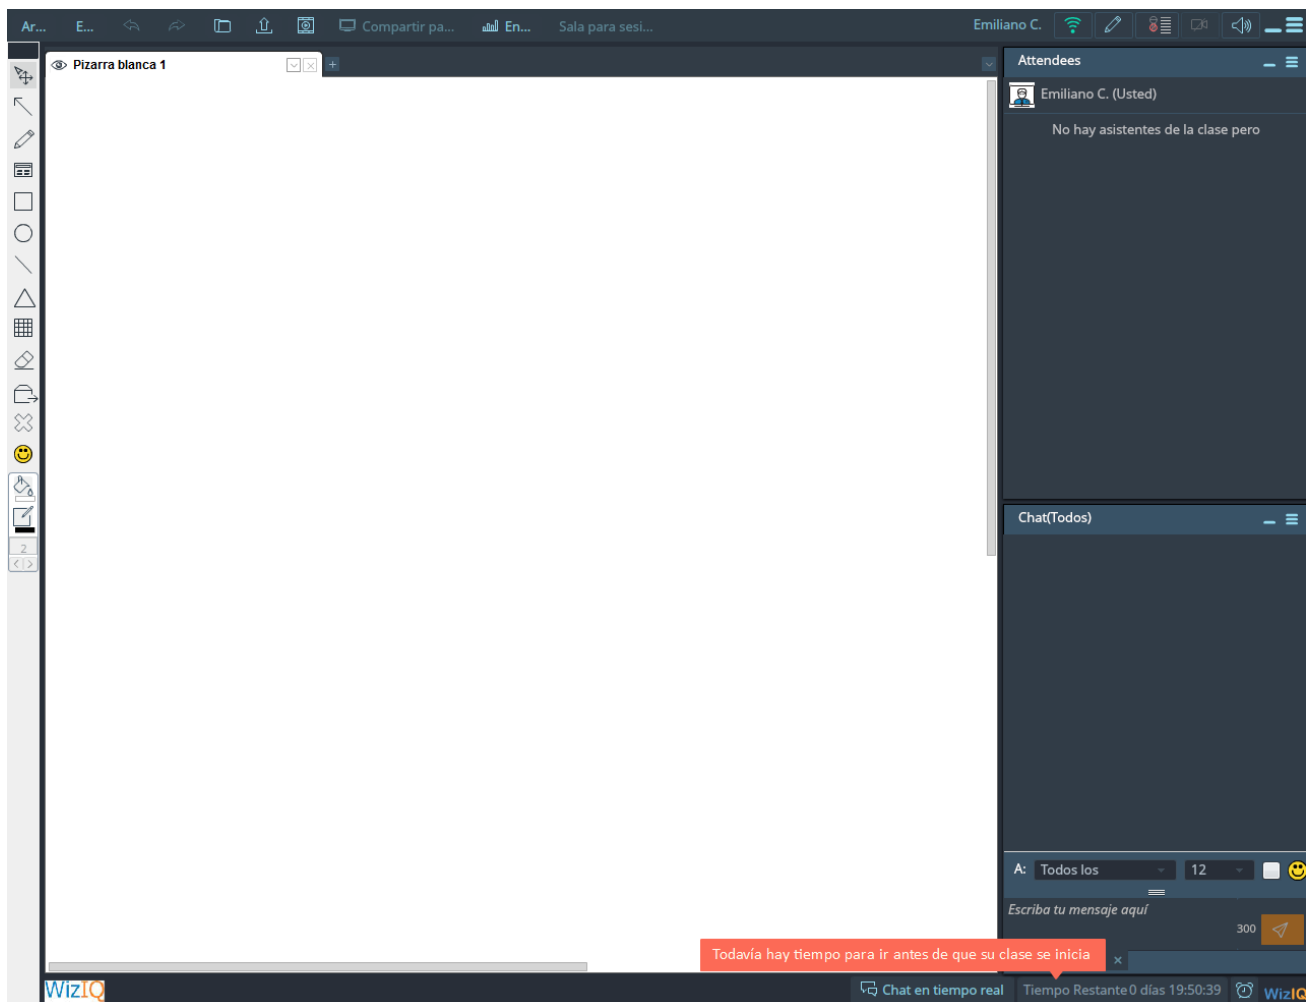 Ar... E... Compartir pa... En... Sala para sesi... Emiliano C.
Pizarra blanca 1
Attendees
Emiliano C. (Usted)
No hay asistentes de la clase pero
2
Chat(Todos)
A: Todos los 12
Escriba tu mensaje aquí
300
Todavía hay tiempo para ir antes de que su clase se inicia
WizIQ Chat en tiempo real Tiempo Restante 0 días 19:50:39 WizIQ